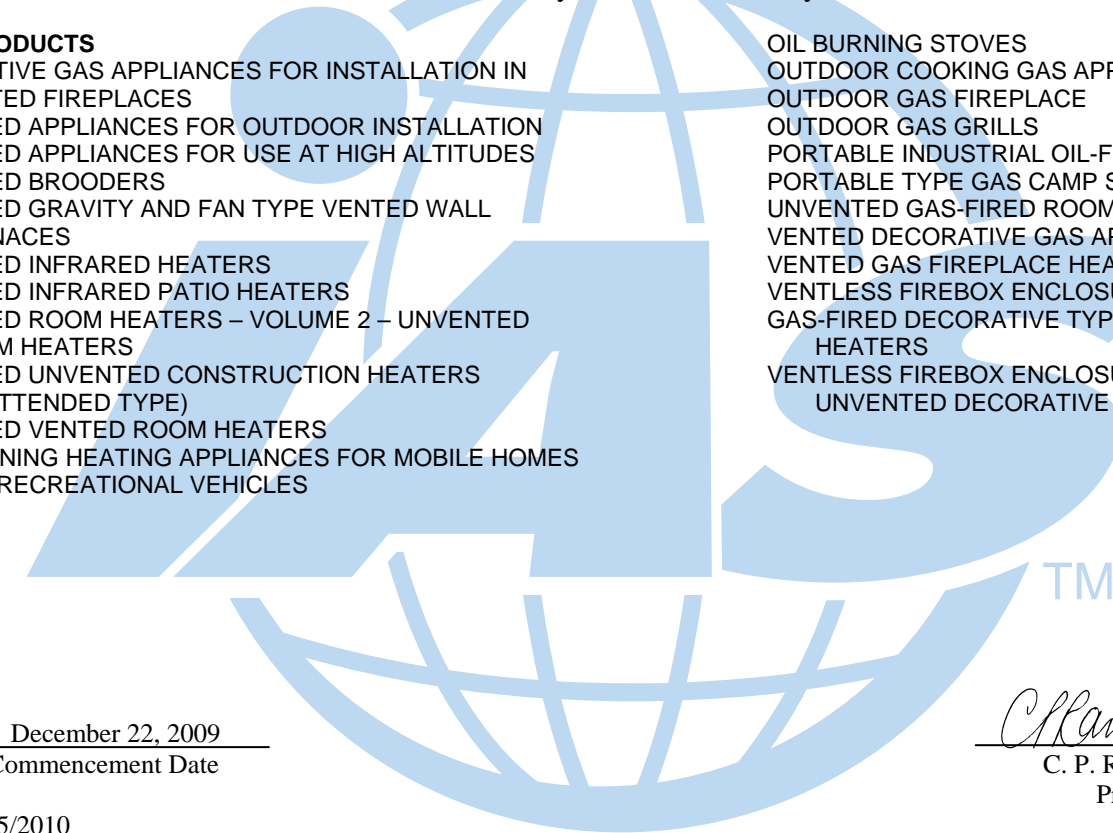 ODUCTS
TIVE GAS APPLIANCES FOR INSTALLATION IN
TED FIREPLACES
ED APPLIANCES FOR OUTDOOR INSTALLATION
ED APPLIANCES FOR USE AT HIGH ALTITUDES
ED BROODERS
ED GRAVITY AND FAN TYPE VENTED WALL
NACES
ED INFRARED HEATERS
ED INFRARED PATIO HEATERS
ED ROOM HEATERS – VOLUME 2 – UNVENTED
M HEATERS
ED UNVENTED CONSTRUCTION HEATERS
TTENDED TYPE)
ED VENTED ROOM HEATERS
NING HEATING APPLIANCES FOR MOBILE HOMES
RECREATIONAL VEHICLES
OIL BURNING STOVES
OUTDOOR COOKING GAS APP
OUTDOOR GAS FIREPLACE
OUTDOOR GAS GRILLS
PORTABLE INDUSTRIAL OIL-F
PORTABLE TYPE GAS CAMP S
UNVENTED GAS-FIRED ROOM
VENTED DECORATIVE GAS AP
VENTED GAS FIREPLACE HEA
VENTLESS FIREBOX ENCLOSU
GAS-FIRED DECORATIVE TYP
HEATERS
VENTLESS FIREBOX ENCLOSU
UNVENTED DECORATIVE
iAS
TM
December 22, 2009
Commencement Date
C. P. R
P
5/2010